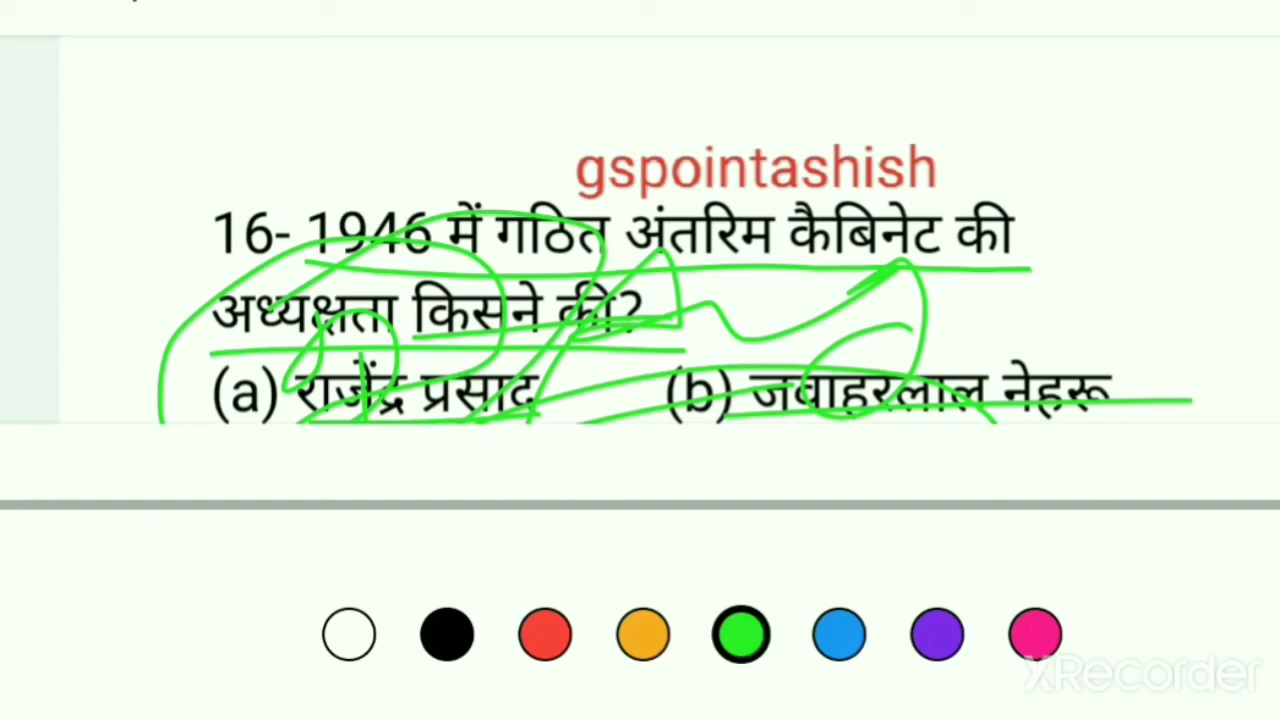 gspointashish
16- 1946 में गठित अंतरिम कैबिनेट की
अध्यक्षता किसने की?
(a) राजेंद्र प्रसाद (b) जवाहरलाल नेहरू
XRecorder